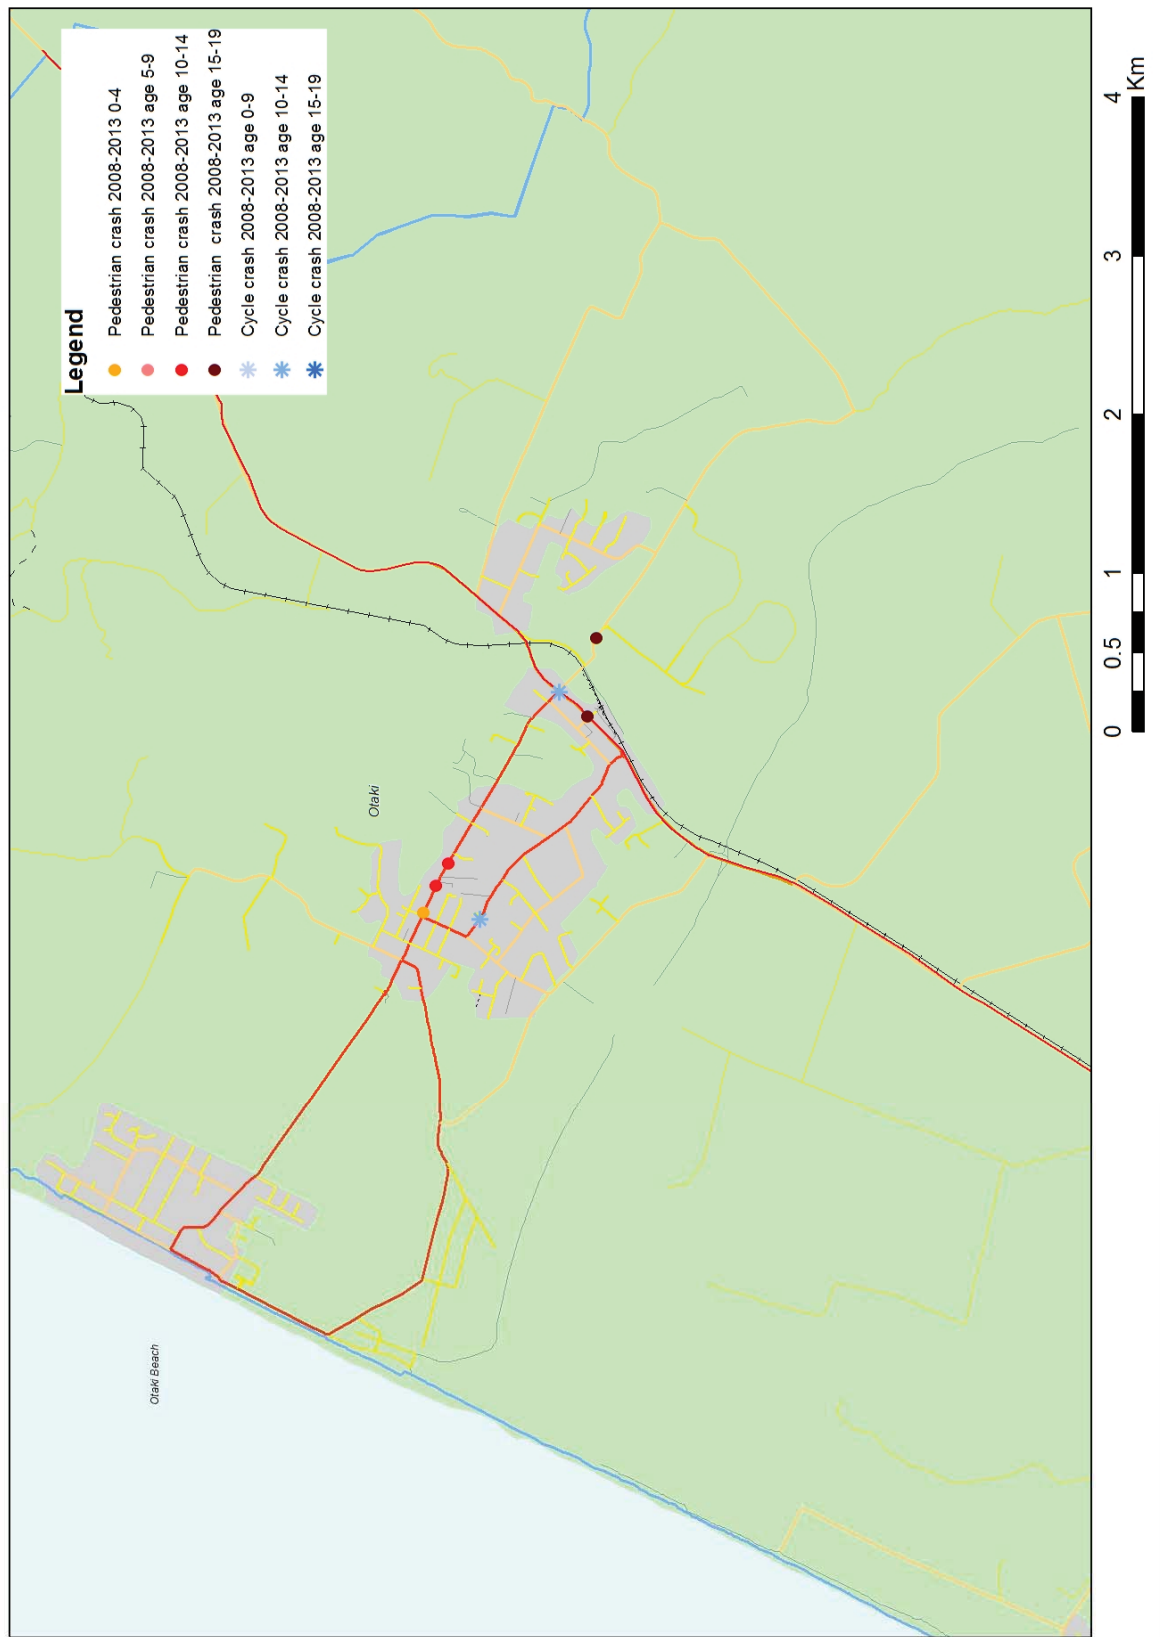 Legend
Pedestrian crash 2008-2013 0-4
Pedestrian crash 2008-2013 age 5-9
Pedestrian crash 2008-2013 age 10-14
Pedestrian crash 2008-2013 age 15-19
Cycle crash 2008-2013 age 0-9
Cycle crash 2008-2013 age 10-14
Cycle crash 2008-2013 age 15-19
Otaki
Otaki Beach
0 0.5 1 2 3 4
Km